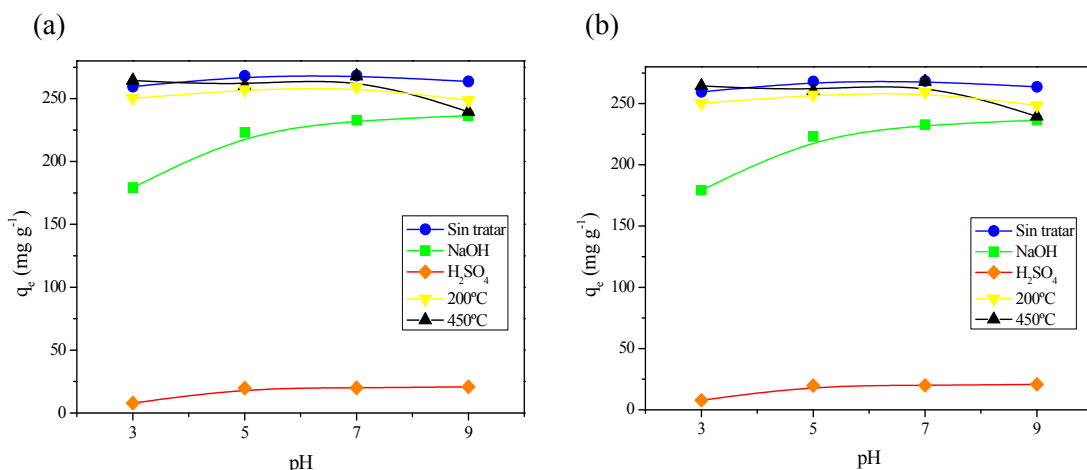 (a)
250
200
150
100
50
0
qₑ (mg g⁻¹)
Sin tratar
NaOH
H₂SO₄
200ºC
450ºC
3 5 7 9
pH
(b)
250
200
150
100
50
0
qₑ (mg g⁻¹)
Sin tratar
NaOH
H₂SO₄
200ºC
450ºC
3 5 7 9
pH